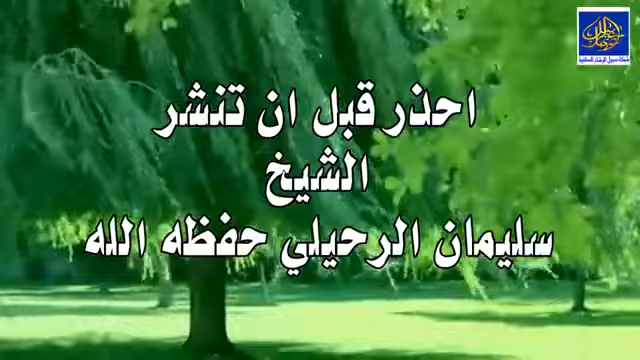 احذر قبل ان تنشر
الشيخ
سليمان الرحيلي حفظه الله